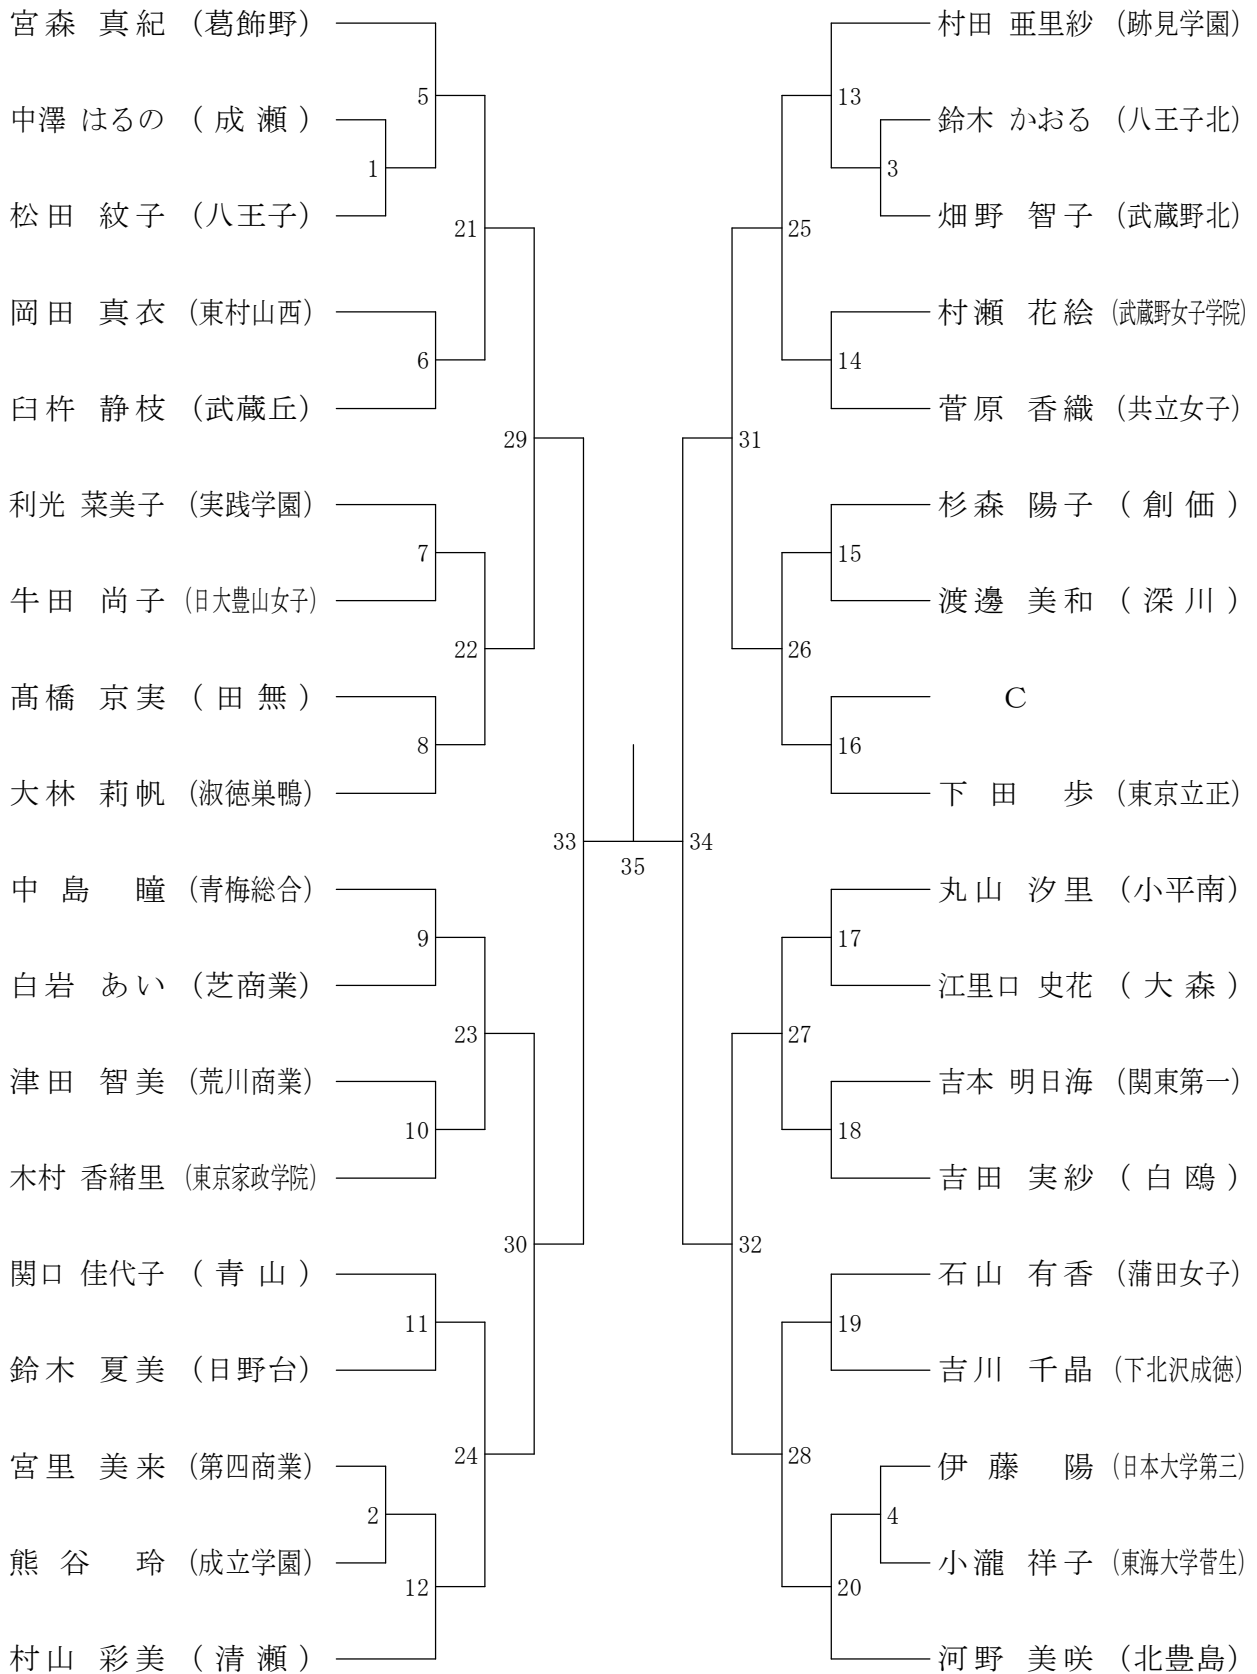 宮森 真紀 (葛飾野)
中澤 はるの (成瀬)
松田 紋子 (八王子)
岡田 真衣 (東村山西)
臼杵 静枝 (武蔵丘)
利光 菜美子 (実践学園)
牛田 尚子 (日大豊山女子)
髙橋 京実 (田無)
大林 莉帆 (淑徳巣鴨)
中島 瞳 (青梅総合)
白岩 あい (芝商業)
津田 智美 (荒川商業)
木村 香緒里 (東京家政学院)
関口 佳代子 (青山)
鈴木 夏美 (日野台)
宮里 美来 (第四商業)
熊谷 玲 (成立学園)
村山 彩美 (清瀬)
1
2
5
6
7
8
9
10
11
12
21
22
23
24
29
30
33
35
34
31
32
25
26
27
28
13
14
15
16
17
18
19
20
3
4
村田 亜里紗 (跡見学園)
鈴木 かおる (八王子北)
畑野 智子 (武蔵野北)
村瀬 花絵 (武蔵野女子学院)
菅原 香織 (共立女子)
杉森 陽子 (創価)
渡邊 美和 (深川)
C
下田 歩 (東京立正)
丸山 汐里 (小平南)
江里口 史花 (大森)
吉本 明日海 (関東第一)
吉田 実紗 (白鴎)
石山 有香 (蒲田女子)
吉川 千晶 (下北沢成徳)
伊藤 陽 (日本大学第三)
小瀧 祥子 (東海大学菅生)
河野 美咲 (北豊島)